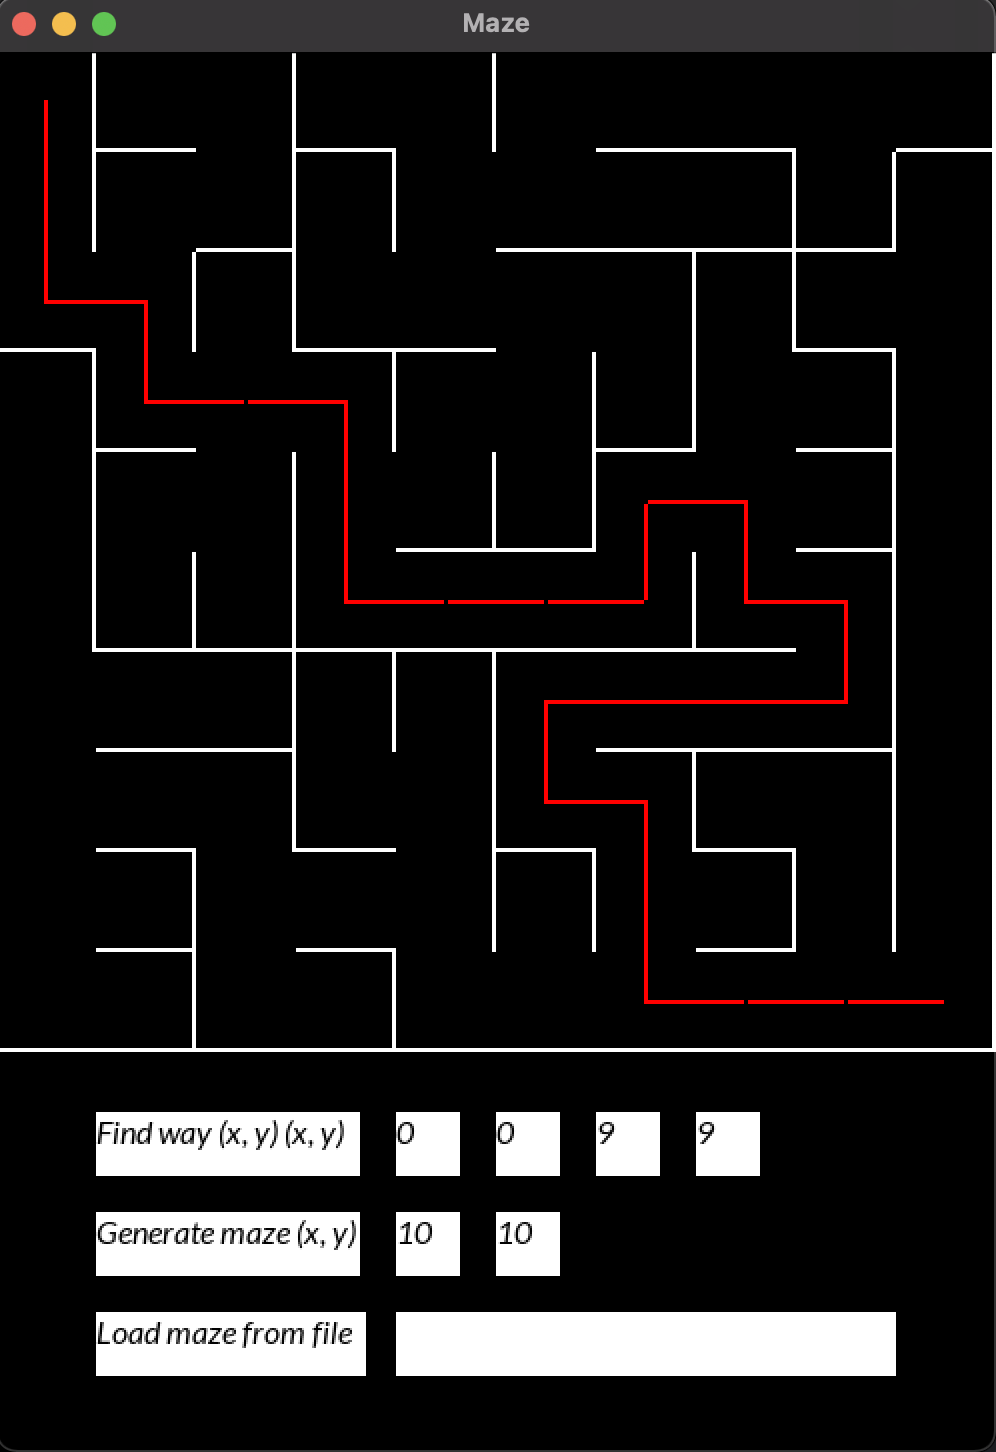 Maze
Find way (x, y) (x, y) 0 0 9 9
Generate maze (x, y) 10 10
Load maze from file